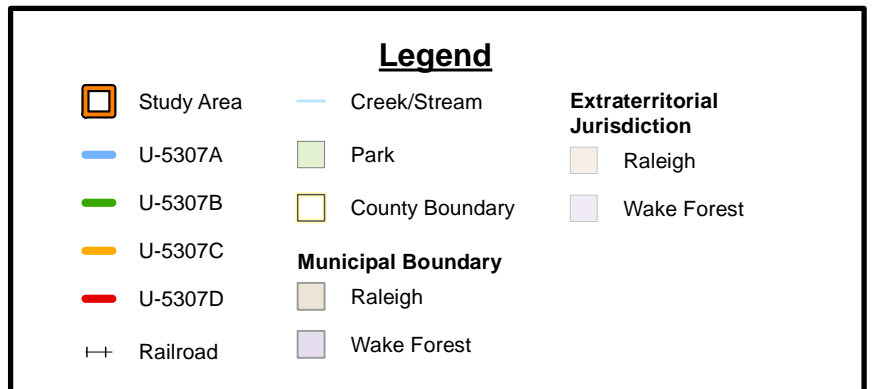 Legend
Study Area
U-5307A
U-5307B
U-5307C
U-5307D
Railroad
Creek/Stream
Park
County Boundary
Municipal Boundary
Raleigh
Wake Forest
Extraterritorial
Jurisdiction
Raleigh
Wake Forest